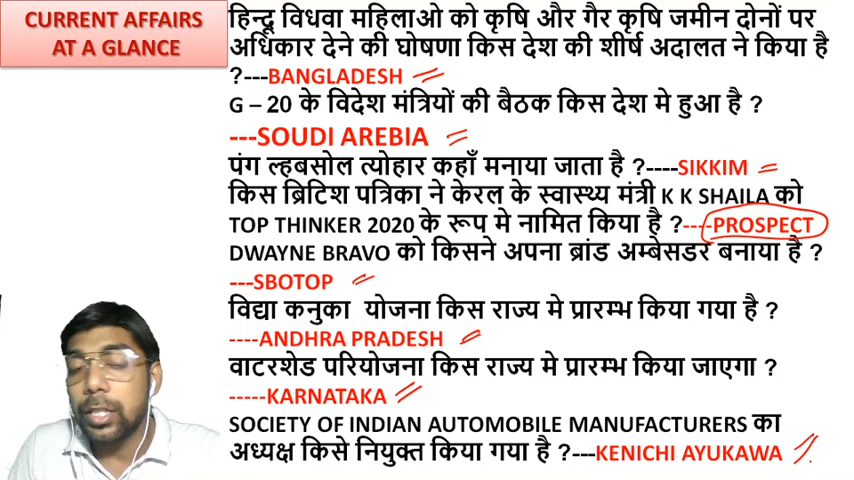 CURRENT AFFAIRS
AT A GLANCE
हिन्दू विधवा महिलाओ को कृषि और गैर कृषि जमीन दोनों पर
अधिकार देने की घोषणा किस देश की शीर्ष अदालत ने किया है
?---BANGLADESH
G – 20 के विदेश मंत्रियों की बैठक किस देश मे हुआ है ?
---SOUDI AREBIA
पंग ल्हबसोल त्योहार कहाँ मनाया जाता है ?----SIKKIM
किस ब्रिटिश पत्रिका ने केरल के स्वास्थ्य मंत्री K K SHAILA को
TOP THINKER 2020 के रूप मे नामित किया है ?----PROSPECT
DWAYNE BRAVO को किसने अपना ब्रांड अम्बेसडर बनाया है ?
---SBOTOP
विद्या कनुका योजना किस राज्य मे प्रारम्भ किया गया है ?
----ANDHRA PRADESH
वाटरशेड परियोजना किस राज्य मे प्रारम्भ किया जाएगा ?
-----KARNATAKA
SOCIETY OF INDIAN AUTOMOBILE MANUFACTURERS का
अध्यक्ष किसे नियुक्त किया गया है ?---KENICHI AYUKAWA